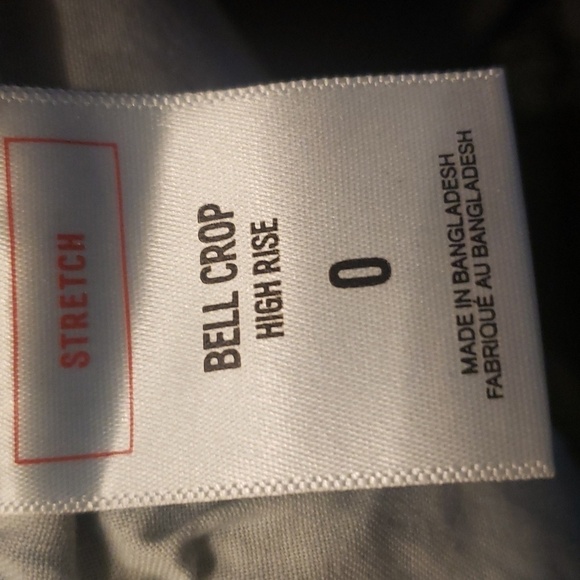 STRETCH
BELL CROP
HIGH RISE
0
MADE IN BANGLADESH
FABRIQUÉ AU BANGLADESH